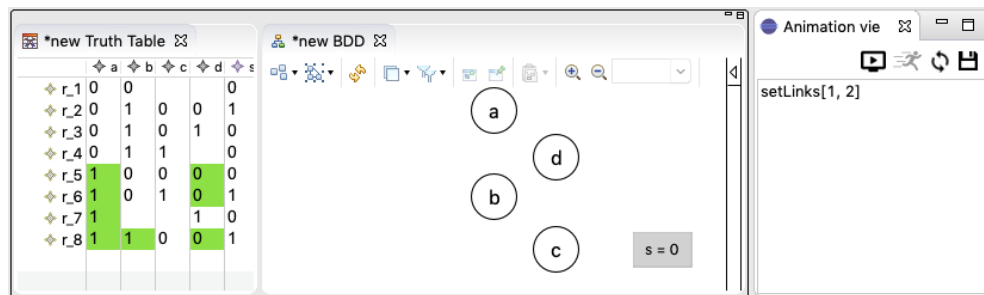 *new Truth Table
a b c d s
r_1 0 0 0
r_2 0 1 0 0 1
r_3 0 1 0 1 0
r_4 0 1 1 0
r_5 1 0 0 0 0
r_6 1 0 1 0 1
r_7 1 1 0
r_8 1 1 0 0 1
*new BDD
a
d
b
c
s = 0
Animation vie
setLinks[1, 2]